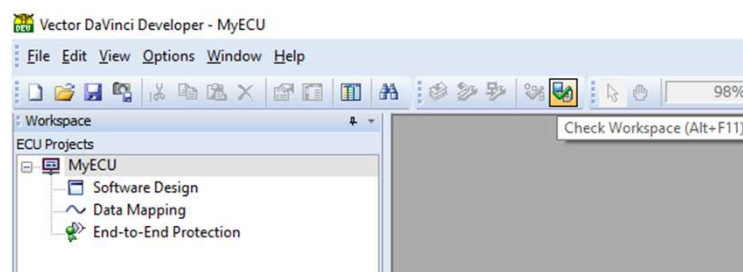 Vector DaVinci Developer - MyECU
File Edit View Options Window Help
98%
Workspace
Check Workspace (Alt+F11)
ECU Projects
MyECU
Software Design
Data Mapping
End-to-End Protection